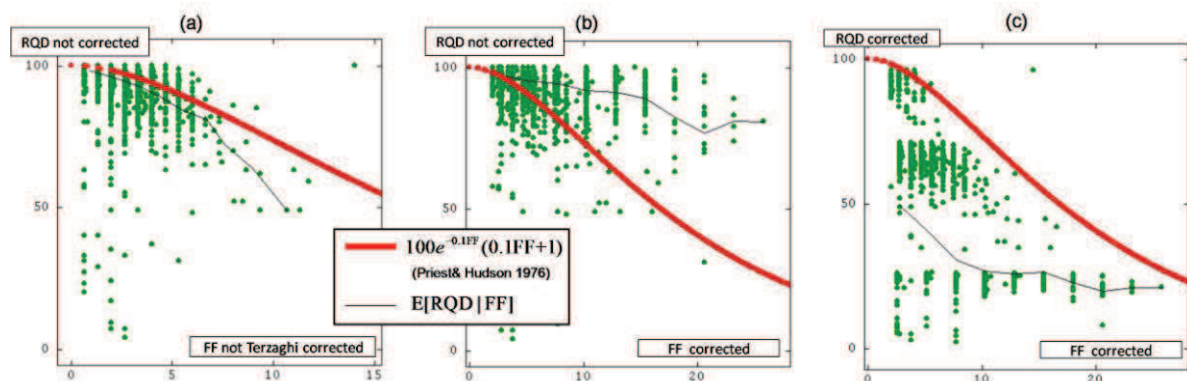 (a)
RQD not corrected
100
50
0
FF not Terzaghi corrected
0 5 10 15
(b)
RQD not corrected
100
50
0
FF corrected
0 10 20
(c)
RQD corrected
100
50
0
FF corrected
0 10 20
100e^{-0.1FF}(0.1FF+1)
(Priest& Hudson 1976)
E[RQD|FF]